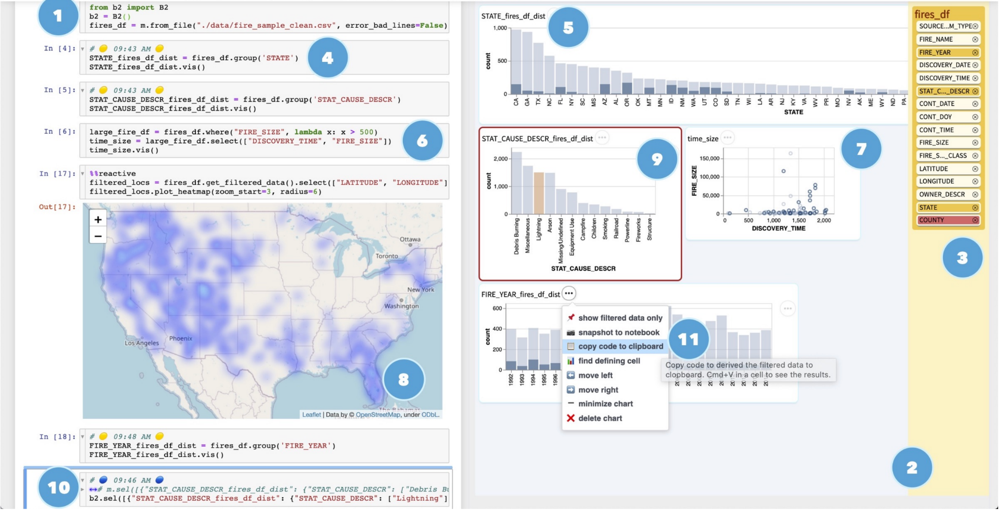 1
from b2 import B2
b2 = B2()
fires_df = m.from_file("./data/fire_sample_clean.csv", error_bad_lines=False)
In [4]:
# 09:43 AM
STATE_fires_df_dist = fires_df.group('STATE')
STATE_fires_df_dist.vis()
4
In [5]:
# 09:43 AM
STAT_CAUSE_DESCR_fires_df_dist = fires_df.group('STAT_CAUSE_DESCR')
STAT_CAUSE_DESCR_fires_df_dist.vis()
In [6]:
large_fire_df = fires_df.where("FIRE_SIZE", lambda x: x > 500)
time_size = large_fire_df.select(["DISCOVERY_TIME", "FIRE_SIZE"])
time_size.vis()
6
In [17]:
%%reactive
filtered_locs = fires_df.get_filtered_data().select(["LATITUDE", "LONGITUDE"]
filtered_locs.plot_heatmap(zoom_start=3, radius=6)
Out[17]:
+
−
Ottawa
Toronto
New York
Washington
Los Angeles
Phoenix
8
The Bahamas
Leaflet | Data by © OpenStreetMap, under ODbL.
In [18]:
# 09:48 AM
FIRE_YEAR_fires_df_dist = fires_df.group('FIRE_YEAR')
FIRE_YEAR_fires_df_dist.vis()
10
# 09:46 AM
# m.sel([{"STAT_CAUSE_DESCR_fires_df_dist": {"STAT_CAUSE_DESCR": ["Debris Bu
b2.sel([{"STAT_CAUSE_DESCR_fires_df_dist": {"STAT_CAUSE_DESCR": ["Lightning"]
STATE_fires_df_dist
5
1,000
500
0
count
CA GA TX NC FL NY SC MS AZ AL OR OK MT MN ID NM WA UT CO SD TN WI LA AR NJ KY VA WV PR MO NV AK ME WY ND PA
STATE
STAT_CAUSE_DESCR_fires_df_dist
9
2,000
1,000
0
count
Debris Burning
Miscellaneous
Lightning
Arson
Missing/Undefined
Equipment Use
Campfire
Children
Smoking
Railroad
Powerline
Fireworks
Structure
STAT_CAUSE_DESCR
time_size
7
150,000
100,000
50,000
0
FIRE_SIZE
0 500 1,000 1,500 2,000
DISCOVERY_TIME
FIRE_YEAR_fires_df_dist
600
400
200
0
count
1992 1993 1994 1995 1996
show filtered data only
snapshot to notebook
copy code to clipboard
find defining cell
move left
move right
minimize chart
delete chart
11
Copy code to derived the filtered data to
clopboard. Cmd+V in a cell to see the results.
fires_df
SOURCE...M_TYPE
FIRE_NAME
FIRE_YEAR
DISCOVERY_DATE
DISCOVERY_TIME
STAT_C..._DESCR
CONT_DATE
CONT_DOY
CONT_TIME
FIRE_SIZE
FIRE_S..._CLASS
LATITUDE
LONGITUDE
OWNER_DESCR
STATE
COUNTY
3
2